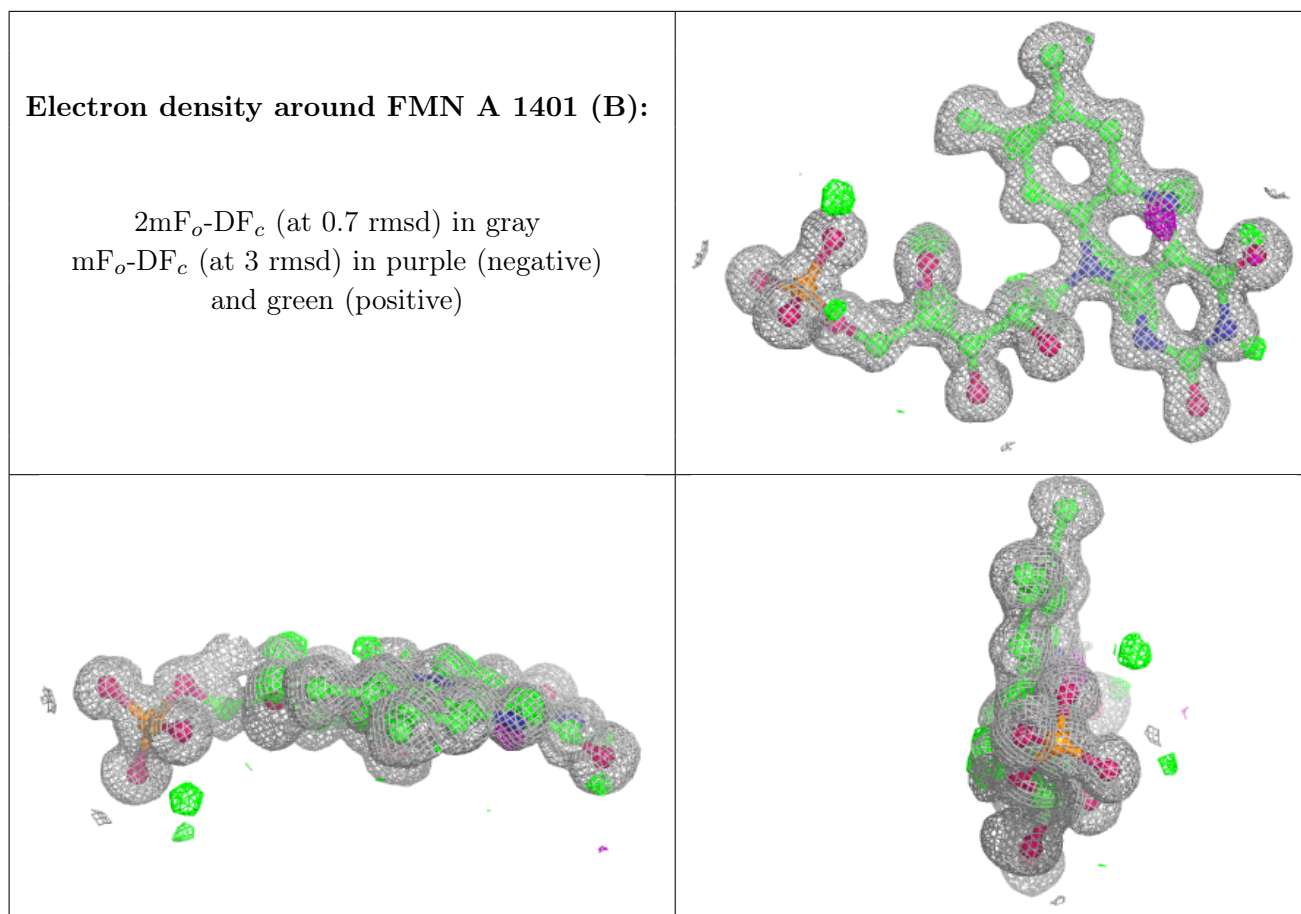 Electron density around FMN A 1401 (B):
2mFo-DFc (at 0.7 rmsd) in gray
mFo-DFc (at 3 rmsd) in purple (negative)
and green (positive)